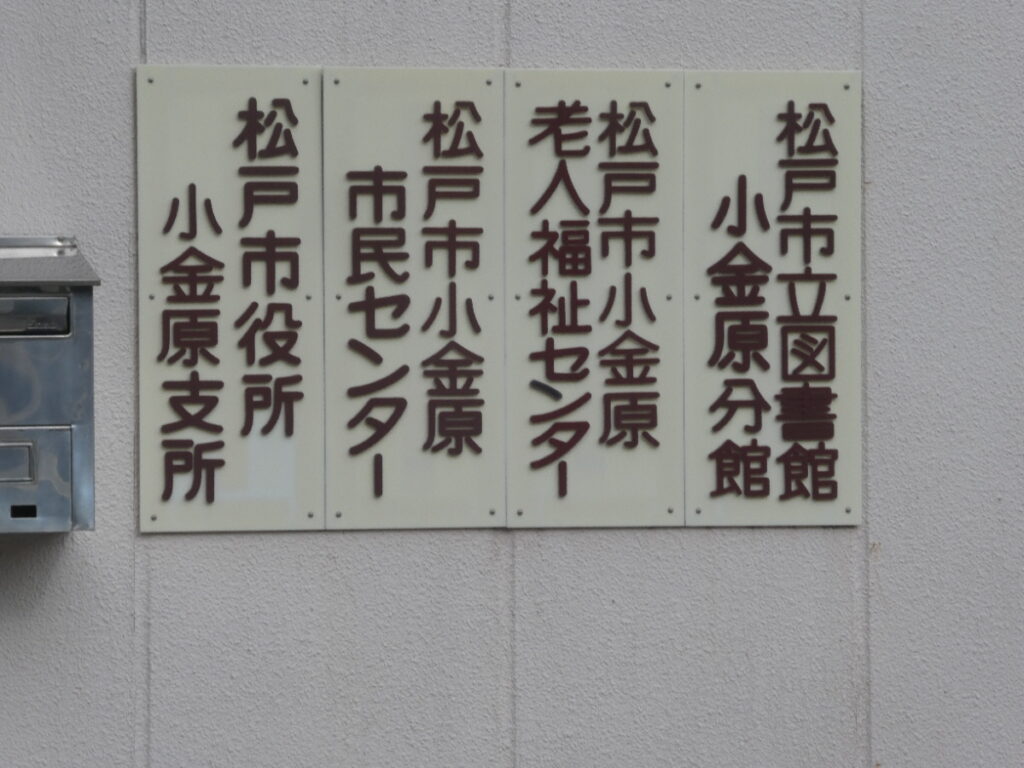 松戸市立図書館
小金原分館
松戸市小金原
老人福祉センター
松戸市小金原
市民センター
松戸市役所
小金原支所